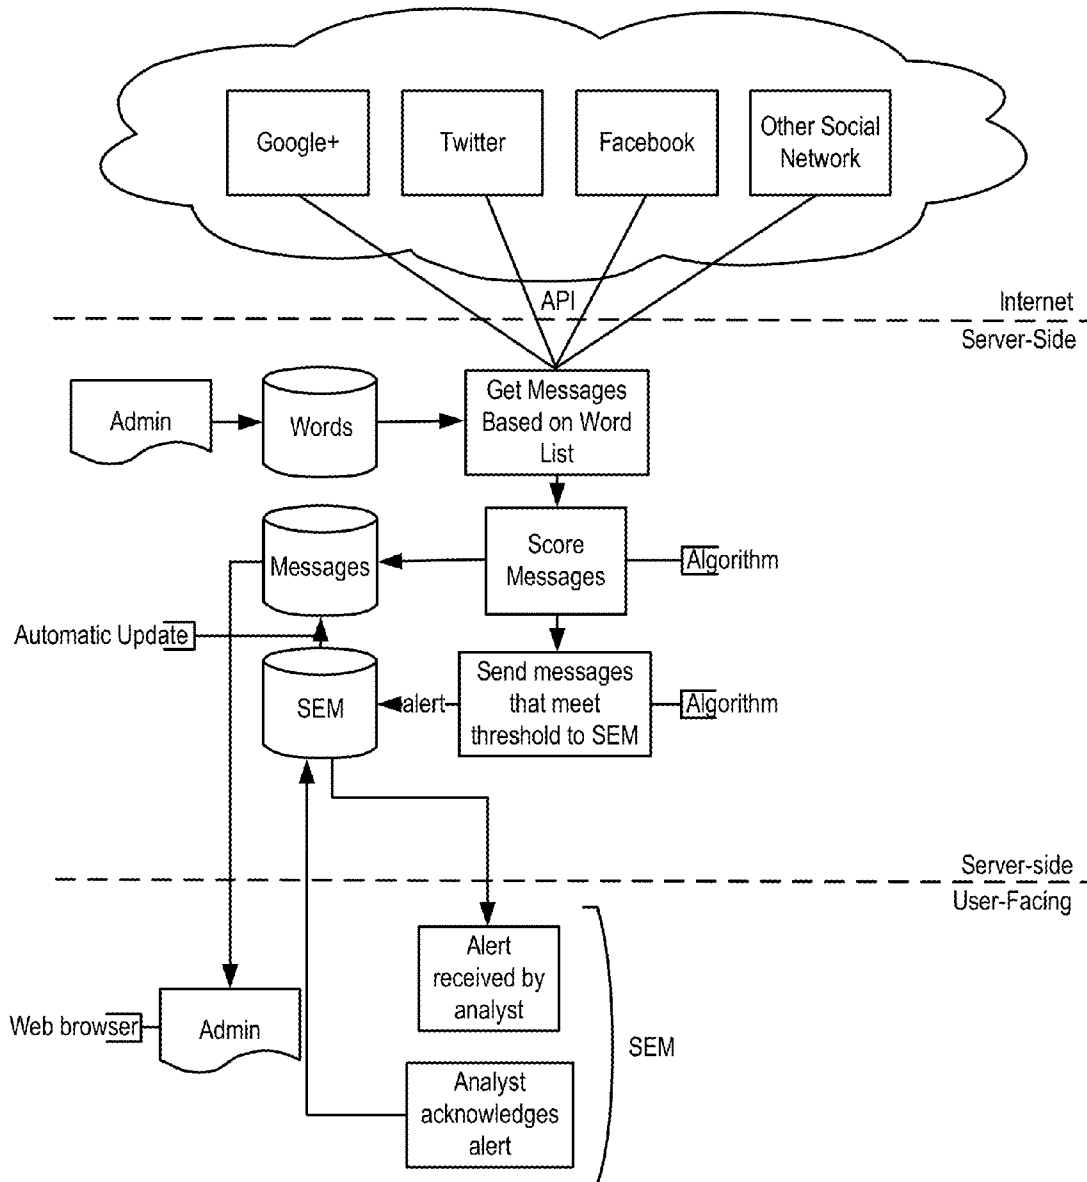 Google+
Twitter
Facebook
Other Social
Network
API
Internet
Server-Side
Admin
Words
Get Messages
Based on Word
List
Messages
Score
Messages
Algorithm
Automatic Update
SEM
alert
Send messages
that meet
threshold to SEM
Algorithm
Server-side
User-Facing
Alert
received by
analyst
Web browser
Admin
SEM
Analyst
acknowledges
alert